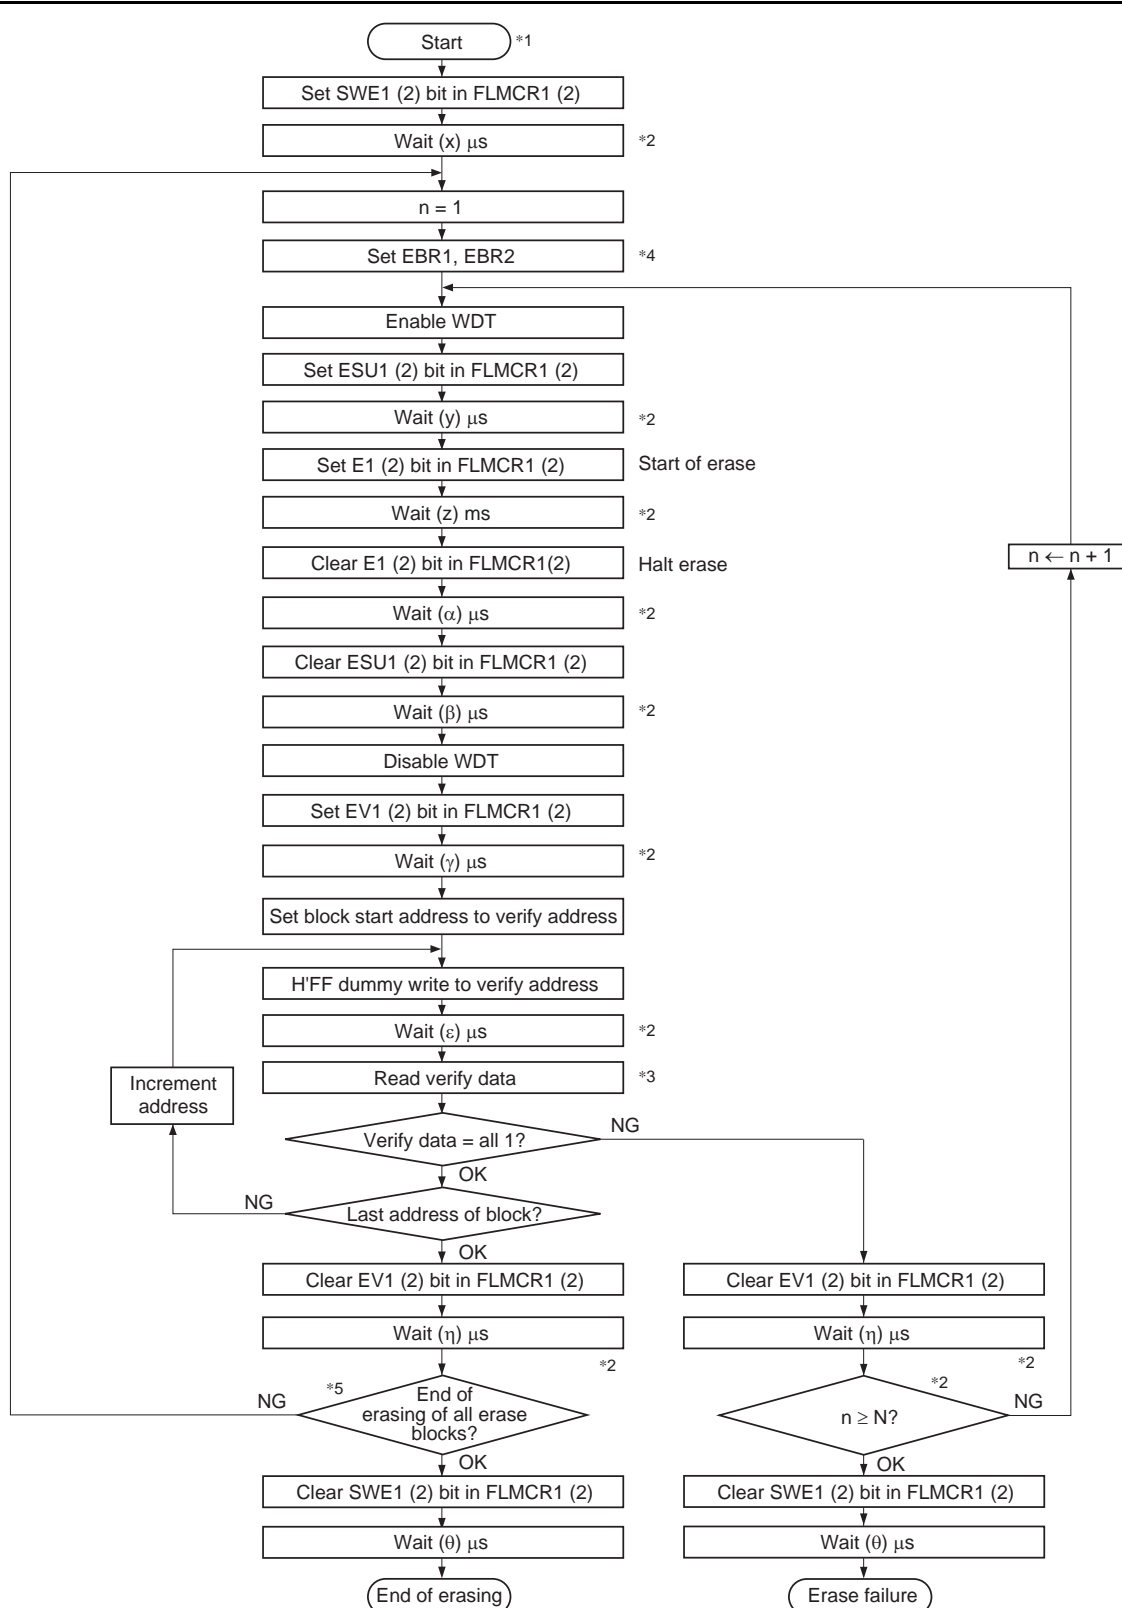 Start *1
Set SWE1 (2) bit in FLMCR1 (2)
Wait (x) μs *2
n = 1
Set EBR1, EBR2 *4
Enable WDT
Set ESU1 (2) bit in FLMCR1 (2)
Wait (y) μs *2
Set E1 (2) bit in FLMCR1 (2) Start of erase
Wait (z) ms *2
Clear E1 (2) bit in FLMCR1(2) Halt erase
n ← n + 1
Wait (α) μs *2
Clear ESU1 (2) bit in FLMCR1 (2)
Wait (β) μs *2
Disable WDT
Set EV1 (2) bit in FLMCR1 (2)
Wait (γ) μs *2
Set block start address to verify address
H'FF dummy write to verify address
Wait (ε) μs *2
Read verify data *3
Increment
address
Verify data = all 1? NG
OK
NG Last address of block?
OK
Clear EV1 (2) bit in FLMCR1 (2) Clear EV1 (2) bit in FLMCR1 (2)
Wait (η) μs Wait (η) μs
*2 *2
NG *5 End of
erasing of all erase
blocks?
*2 n ≥ N? NG
OK OK
Clear SWE1 (2) bit in FLMCR1 (2) Clear SWE1 (2) bit in FLMCR1 (2)
Wait (θ) μs Wait (θ) μs
End of erasing Erase failure